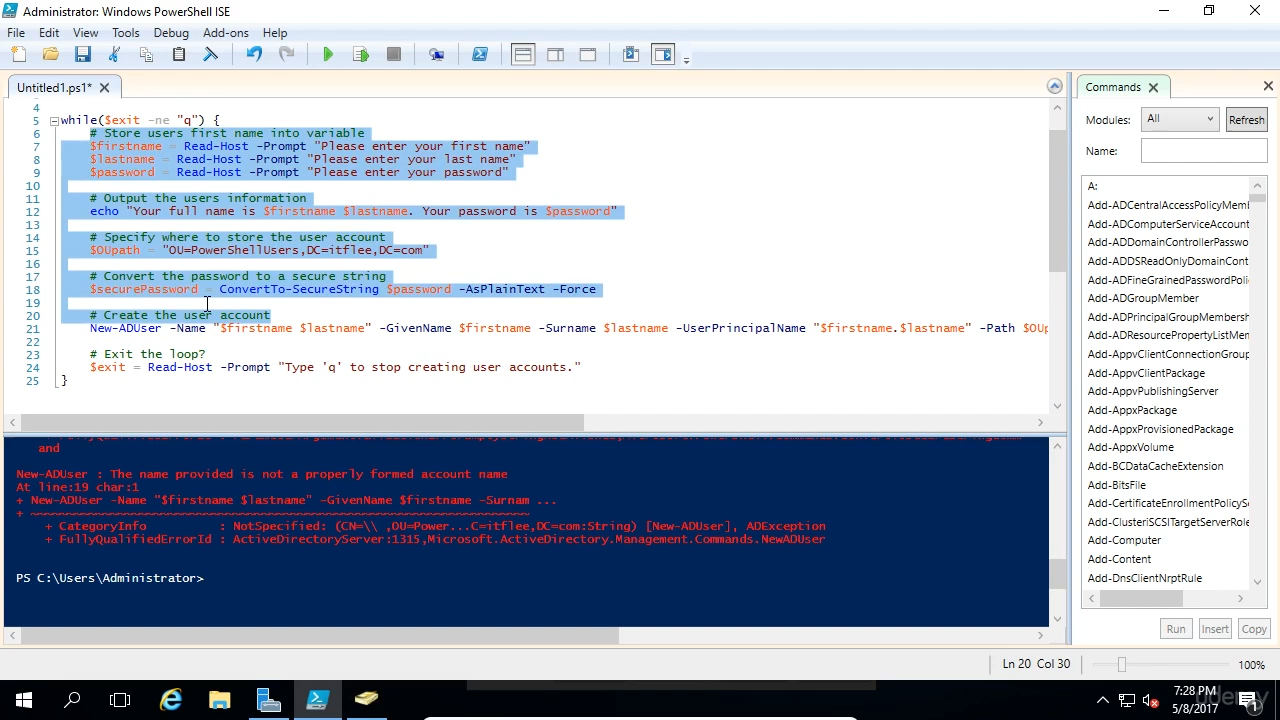 Administrator: Windows PowerShell ISE
File Edit View Tools Debug Add-ons Help
Untitled1.ps1*
4
5 while($exit -ne "q") {
6 # Store users first name into variable
7 $firstname = Read-Host -Prompt "Please enter your first name"
8 $lastname = Read-Host -Prompt "Please enter your last name"
9 $password = Read-Host -Prompt "Please enter your password"
10
11 # Output the users information
12 echo "Your full name is $firstname $lastname. Your password is $password"
13
14 # Specify where to store the user account
15 $OUpath = "OU=PowerShellUsers,DC=itflee,DC=com"
16
17 # Convert the password to a secure string
18 $securePassword = ConvertTo-SecureString $password -AsPlainText -Force
19
20 # Create the user account
21 New-ADUser -Name "$firstname $lastname" -GivenName $firstname -Surname $lastname -UserPrincipalName "$firstname.$lastname" -Path $OUp
22
23 # Exit the loop?
24 $exit = Read-Host -Prompt "Type 'q' to stop creating user accounts."
25 }
and
New-ADUser : The name provided is not a properly formed account name
At line:19 char:1
+ New-ADUser -Name "$firstname $lastname" -GivenName $firstname -Surnam ...
+ ~~~~~~~~~~~~~~~~~~~~~~~~~~~~~~~~~~~~~~~~~~~~~~~~~~~~~~~~~~~~~~~~~~~~~
+ CategoryInfo : NotSpecified: (CN=\\ ,OU=Power...C=itflee,DC=com:String) [New-ADUser], ADException
+ FullyQualifiedErrorId : ActiveDirectoryServer:1315,Microsoft.ActiveDirectory.Management.Commands.NewADUser
PS C:\Users\Administrator>
Commands
Modules: All Refresh
Name:
A:
Add-ADCentralAccessPolicyMem
Add-ADComputerServiceAccount
Add-ADDomainControllerPasswo
Add-ADDSReadOnlyDomainCont
Add-ADFineGrainedPasswordPoli
Add-ADGroupMember
Add-ADPrincipalGroupMembersh
Add-ADResourcePropertyListMem
Add-AppvClientConnectionGroup
Add-AppvClientPackage
Add-AppvPublishingServer
Add-AppxPackage
Add-AppxProvisionedPackage
Add-AppxVolume
Add-BCDataCacheExtension
Add-BitsFile
Add-CertificateEnrollmentPolicyS
Add-ClusteriSCSITargetServerRole
Add-Computer
Add-Content
Add-DnsClientNrptRule
Run Insert Copy
Ln 20 Col 30
100%
7:28 PM
5/8/2017
udemy
1